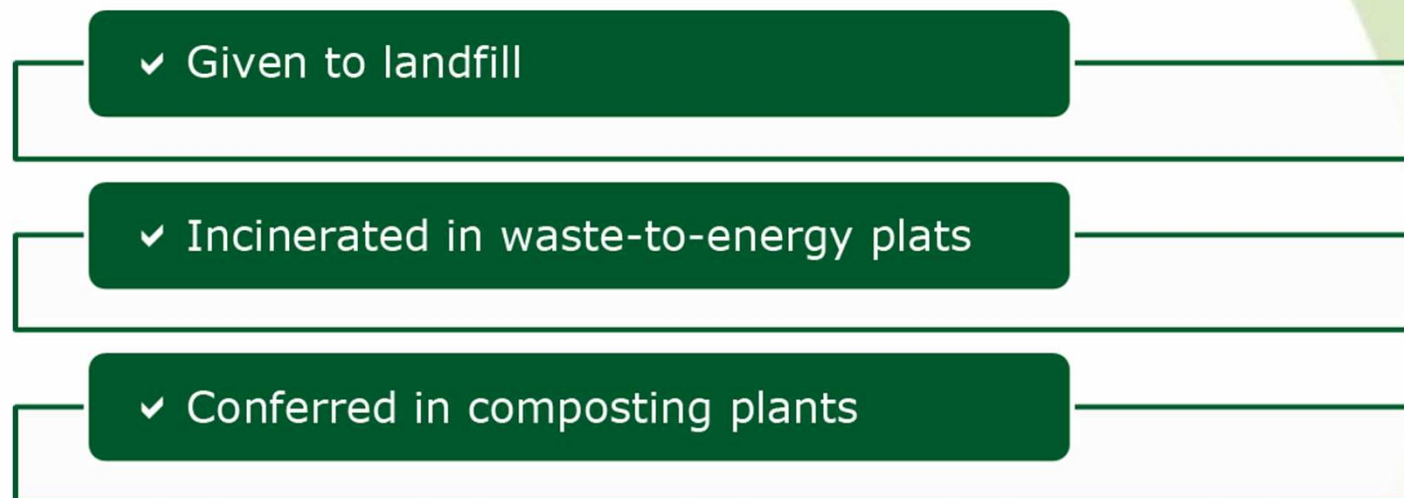 ✓ Given to landfill
✓ Incinerated in waste-to-energy plats
✓ Conferred in composting plants